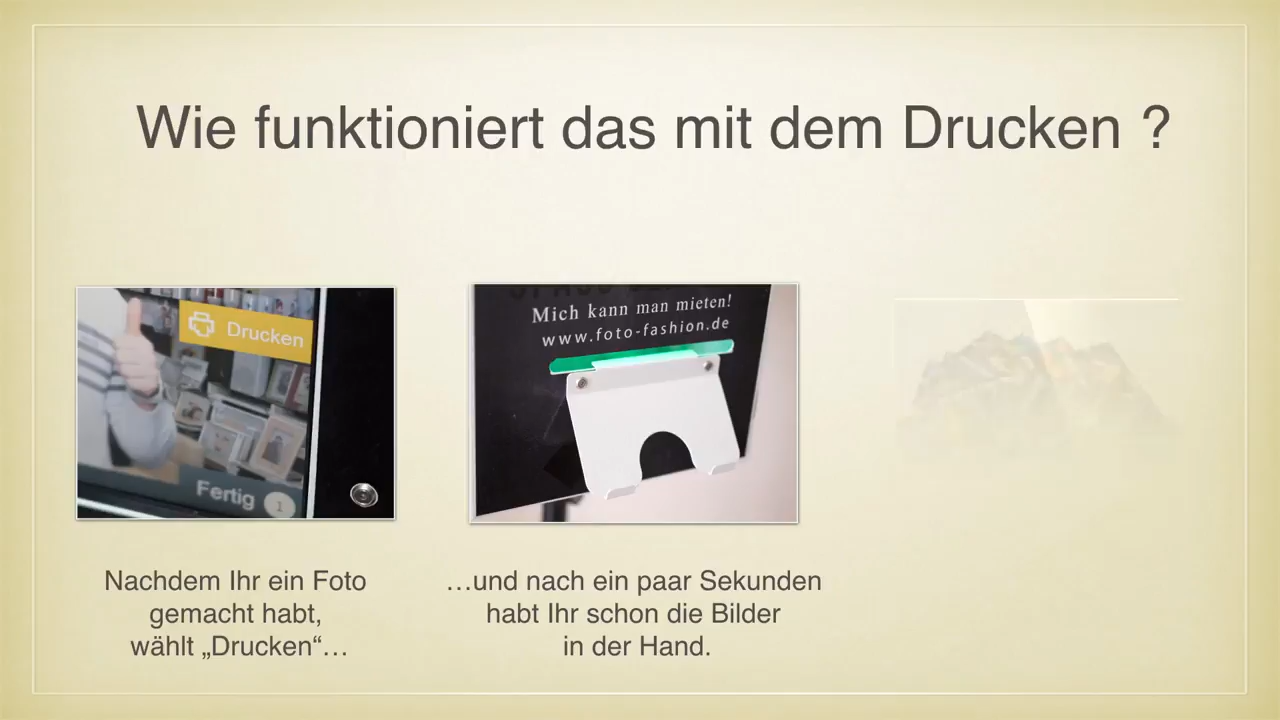 Wie funktioniert das mit dem Drucken ?
Drucken
Fertig 1
Mich kann man mieten!
www.foto-fashion.de
Nachdem Ihr ein Foto
gemacht habt,
wählt „Drucken“…
…und nach ein paar Sekunden
habt Ihr schon die Bilder
in der Hand.